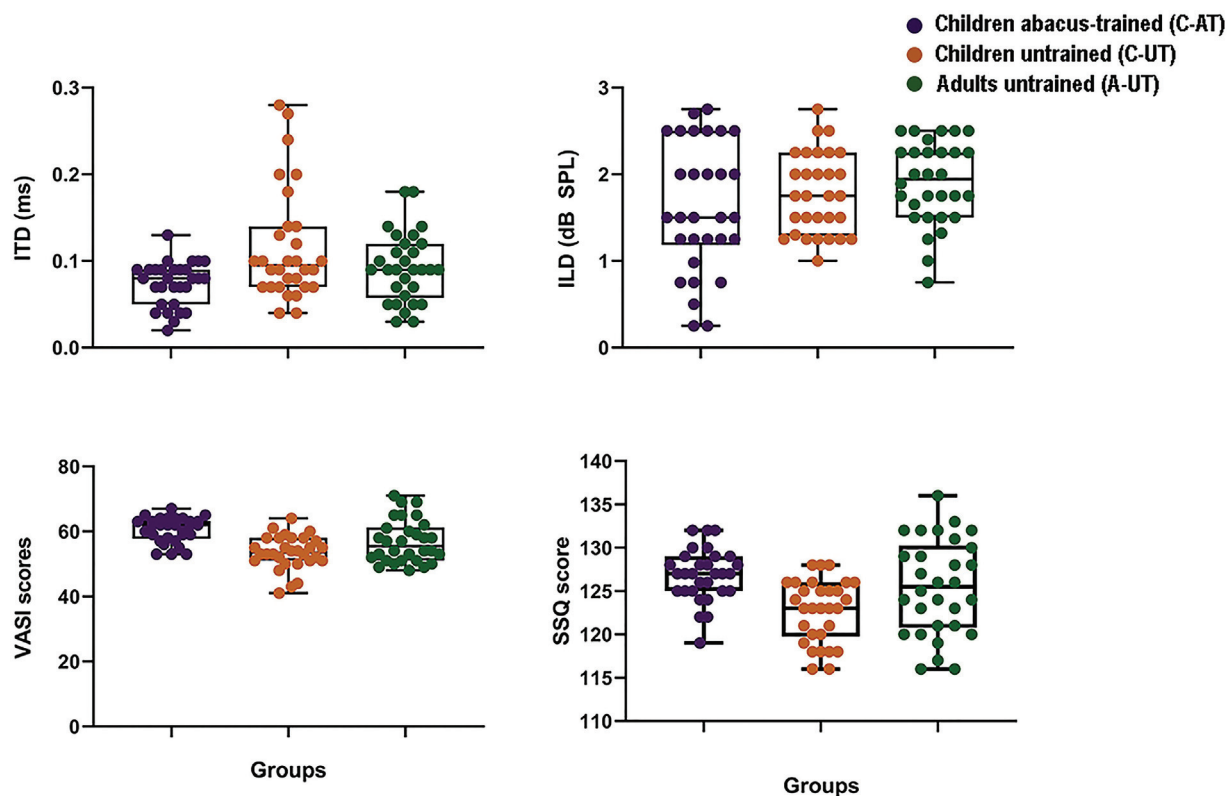 Children abacus-trained (C-AT)
Children untrained (C-UT)
Adults untrained (A-UT)
ITD (ms)
0.3
0.2
0.1
0.0
ILD (dB SPL)
3
2
1
0
VASI scores
80
60
40
20
0
Groups
SSQ score
140
135
130
125
120
115
110
Groups